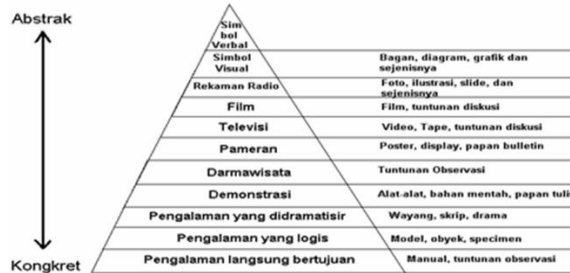 Abstrak
Sim
bol
Verbal
Simbol
Visual
Bagan, diagram, grafik dan
sejenisnya
Rekaman Radio
Foto, ilustrasi, slide, dan
sejenisnya
Film
Film, tuntunan diskusi
Televisi
Video, Tape, tuntunan diskusi
Pameran
Poster, display, papan bulletin
Darmawisata
Tuntunan Observasi
Demonstrasi
Alat-alat, bahan mentah, papan tuli
Pengalaman yang didramatisir
Wayang, skrip, drama
Pengalaman yang logis
Model, obyek, specimen
Pengalaman langsung bertujuan
Manual, tuntunan observasi
Kongkret